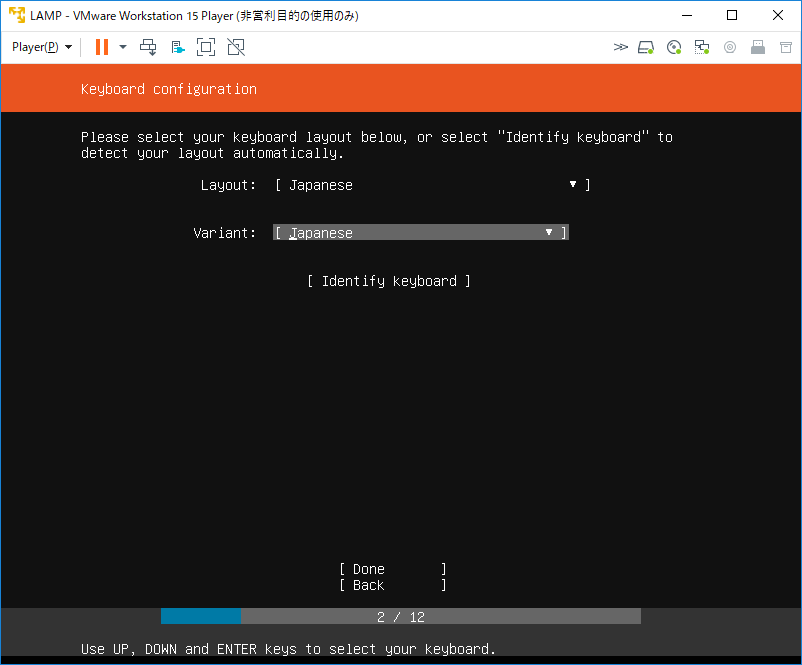 LAMP - VMware Workstation 15 Player (非営利目的の使用のみ)
Player(P)
Keyboard configuration
Please select your keyboard layout below, or select "Identify keyboard" to
detect your layout automatically.
Layout: [ Japanese ▼ ]
Variant: [ Japanese ▼ ]
[ Identify keyboard ]
[ Done ]
[ Back ]
2 / 12
Use UP, DOWN and ENTER keys to select your keyboard.